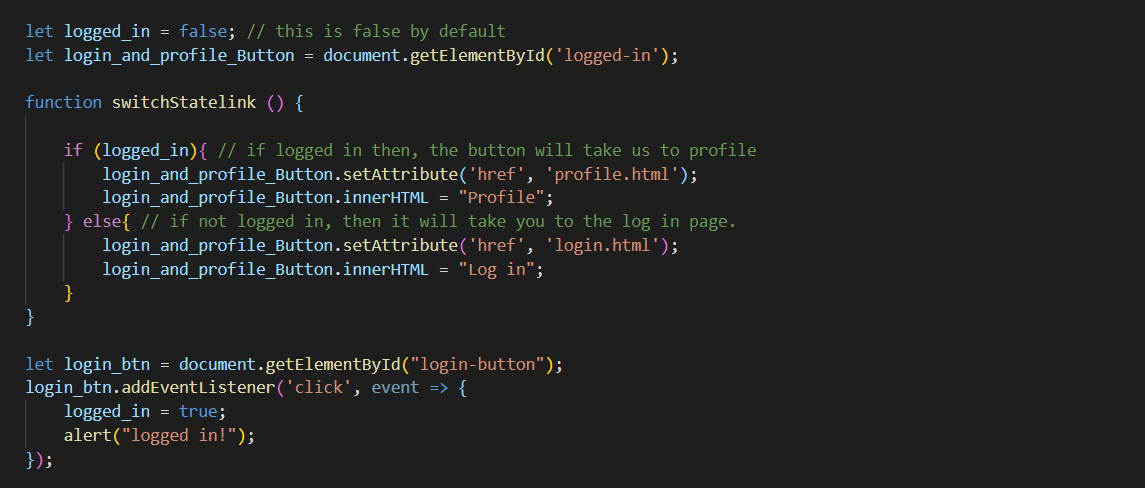 let logged_in = false; // this is false by default
let login_and_profile_Button = document.getElementById('logged-in');

function switchStatelink () {

    if (logged_in){ // if logged in then, the button will take us to profile
        login_and_profile_Button.setAttribute('href', 'profile.html');
        login_and_profile_Button.innerHTML = "Profile";
    } else{ // if not logged in, then it will take you to the log in page.
        login_and_profile_Button.setAttribute('href', 'login.html');
        login_and_profile_Button.innerHTML = "Log in";
    }
}

let login_btn = document.getElementById("login-button");
login_btn.addEventListener('click', event => {
    logged_in = true;
    alert("logged in!");
});